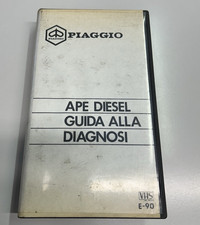 PIAGGIO
APE DIESEL
GUIDA ALLA
DIAGNOSI
VHS
E-90